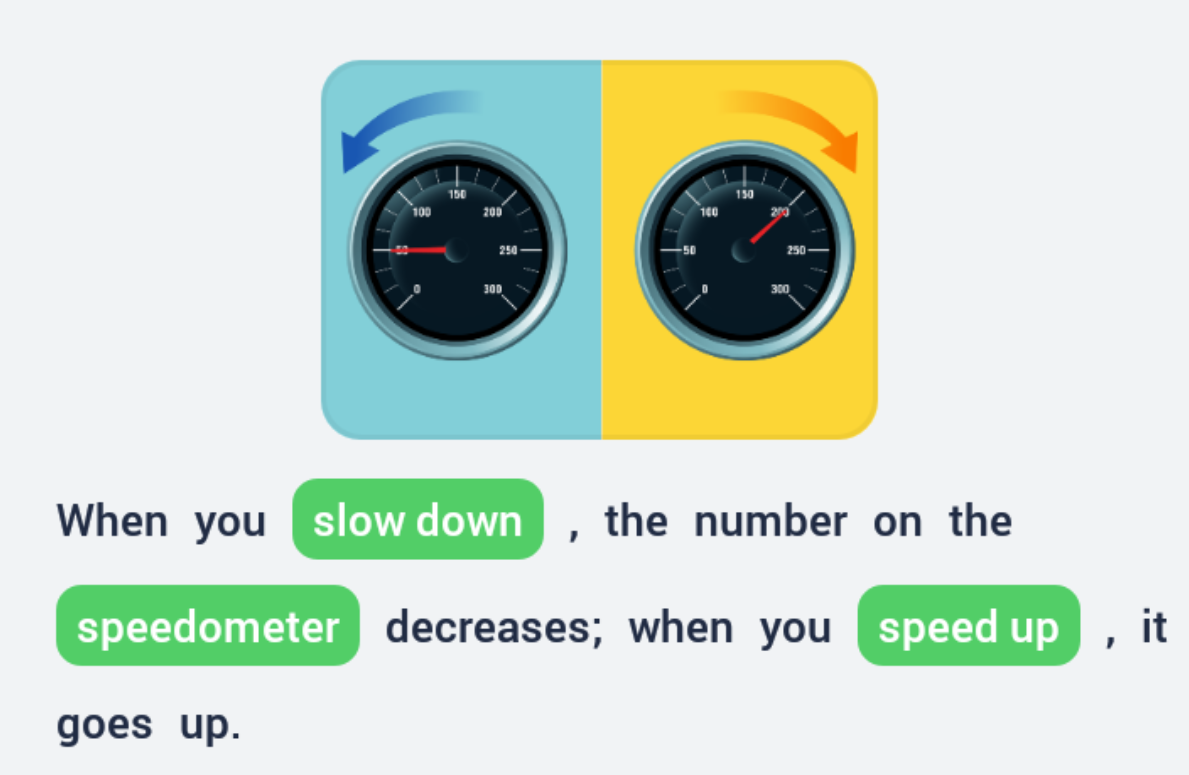 150
100 200
50 250
0 300
150
100 200
50 250
0 300
When you slow down , the number on the
speedometer decreases; when you speed up , it
goes up.